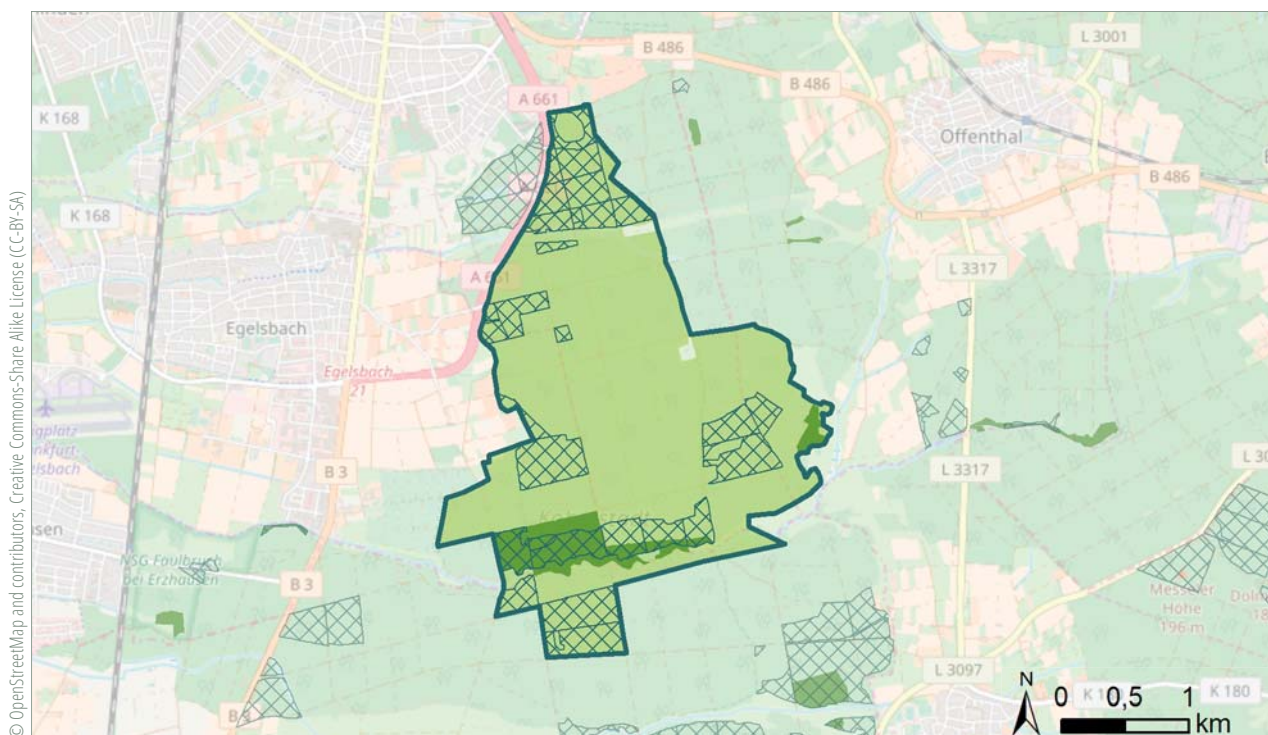 © OpenStreetMap and contributors, Creative Commons-Share Alike License (CC-BY-SA)
B 486
L 3001
K 168
A 661
B 486
Offenthal
B 486
K 168
L 3317
A 661
Egelsbach
Egelsbach
21
B 3
L 3317
NSG Faulbruch
bei Erzhausen
B 3
Messeler
Höhe
196 m
L 3097
K 180
B 3
N
0 0,5 1
km